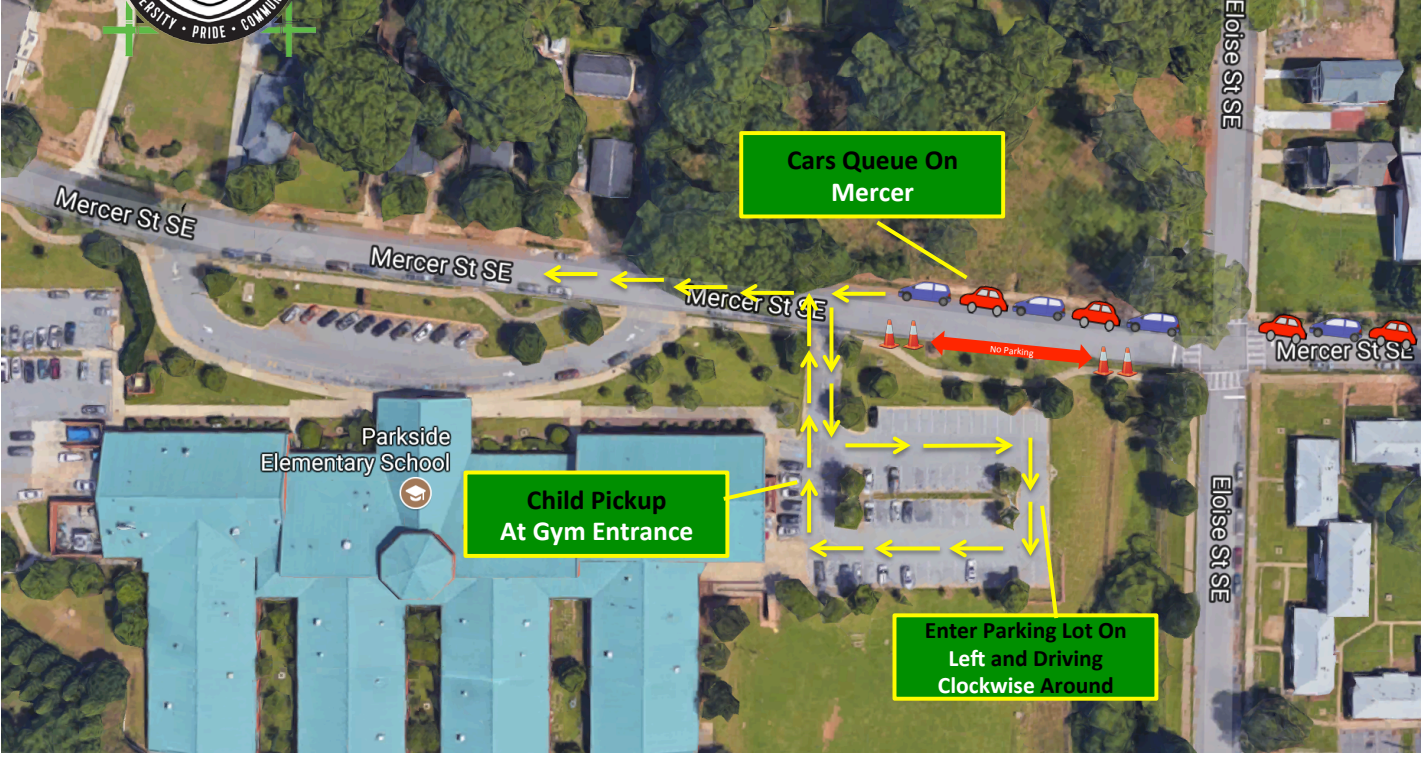 PRIDE
Eloise St SE
Cars Queue On
Mercer
Mercer St SE
Mercer St SE
Mercer St SE
No Parking
Mercer St SE
Parkside
Elementary School
Child Pickup
At Gym Entrance
Eloise St SE
Enter Parking Lot On
Left and Driving
Clockwise Around